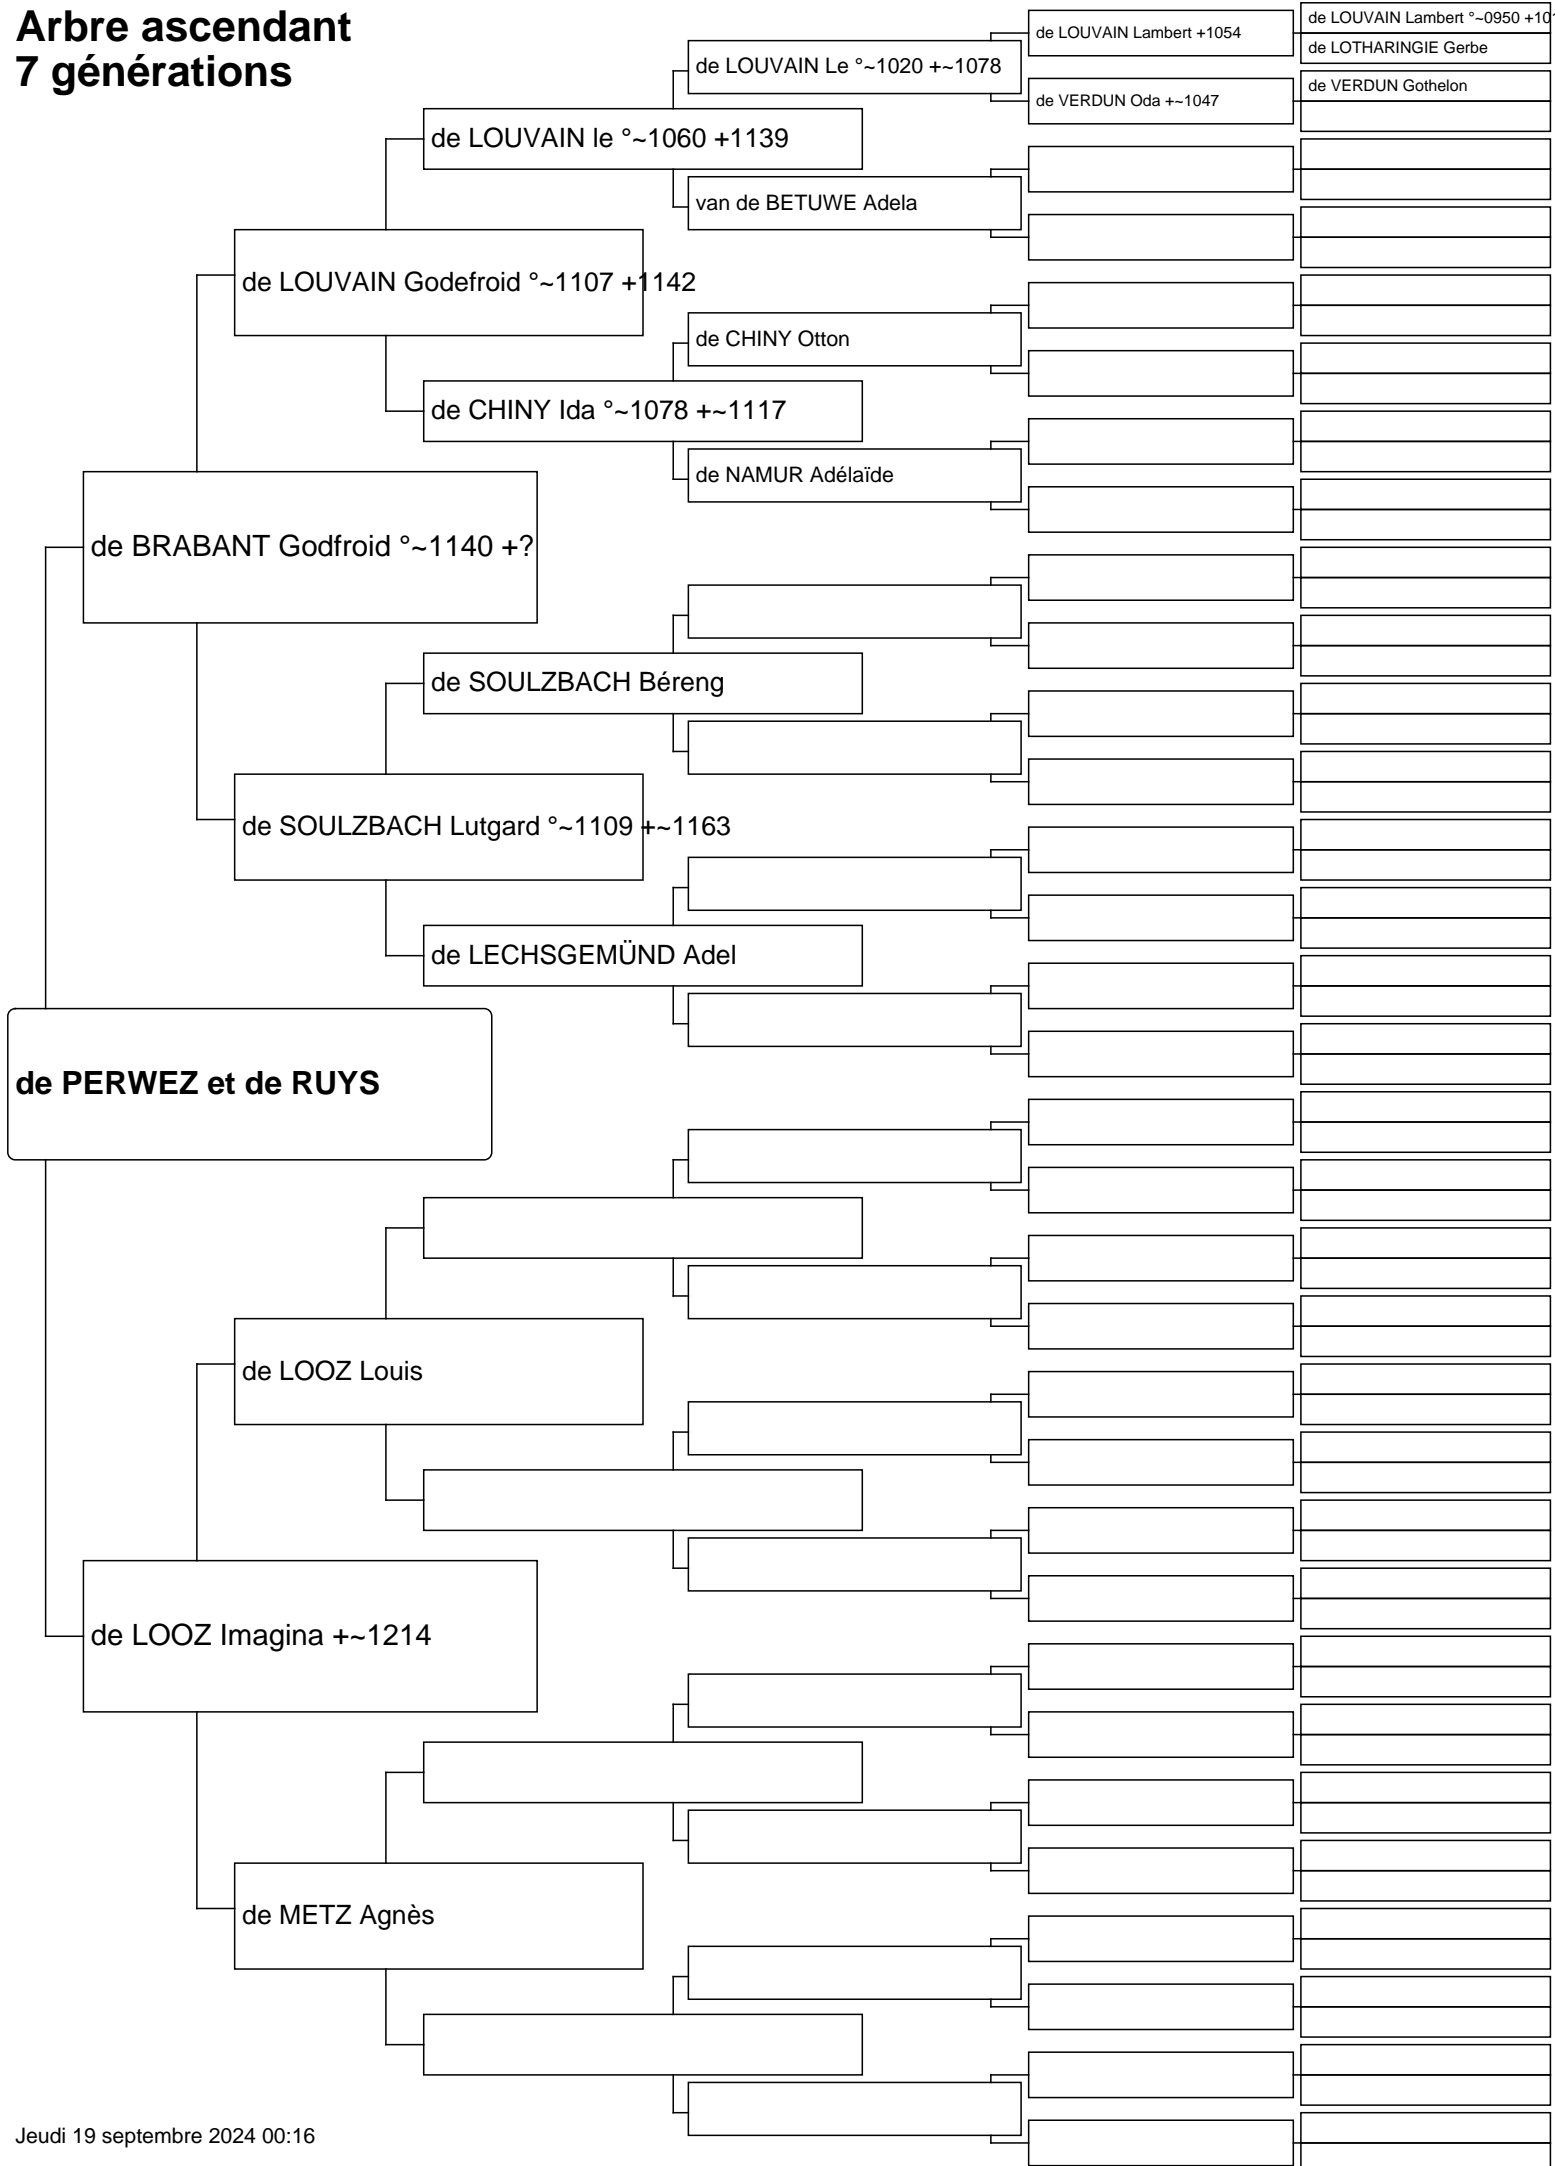 Arbre ascendant
7 générations
de LOUVAIN Lambert °~0950 +10
de LOUVAIN Lambert +1054
de LOTHARINGIE Gerbe
de LOUVAIN Le °~1020 +~1078
de VERDUN Gothelon
de VERDUN Oda +~1047
de LOUVAIN le °~1060 +1139
van de BETUWE Adela
de LOUVAIN Godefroid °~1107 +1142
de CHINY Otton
de CHINY Ida °~1078 +~1117
de NAMUR Adélaïde
de BRABANT Godfroid °~1140 +?
de SOULZBACH Béreng
de SOULZBACH Lutgard °~1109 +~1163
de LECHSGEMÜND Adel
de PERWEZ et de RUYS
de LOOZ Louis
de LOOZ Imagina +~1214
de METZ Agnès
Jeudi 19 septembre 2024 00:16